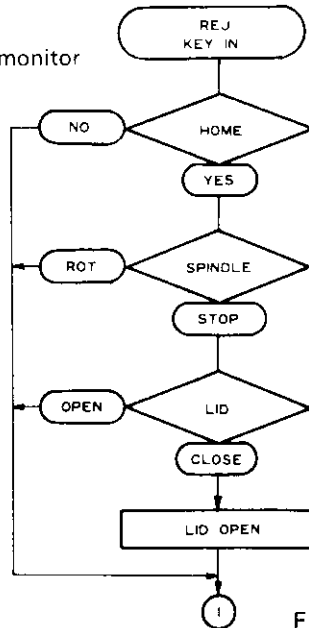 REJ
KEY IN
monitor
NO
HOME
YES
ROT
SPINDLE
STOP
OPEN
LID
CLOSE
LID OPEN
1
F